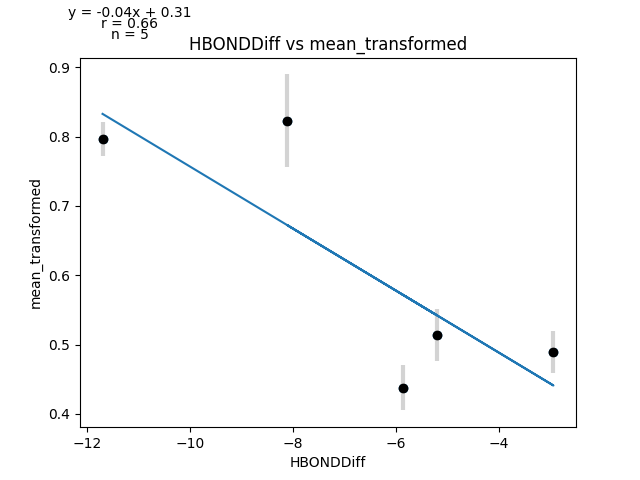 y = -0.04x + 0.31
r = 0.66
n = 5
HBONDDiff vs mean_transformed
0.9
0.8
0.7
0.6
0.5
0.4
mean_transformed
−12
−10
−8
−6
−4
HBONDDiff